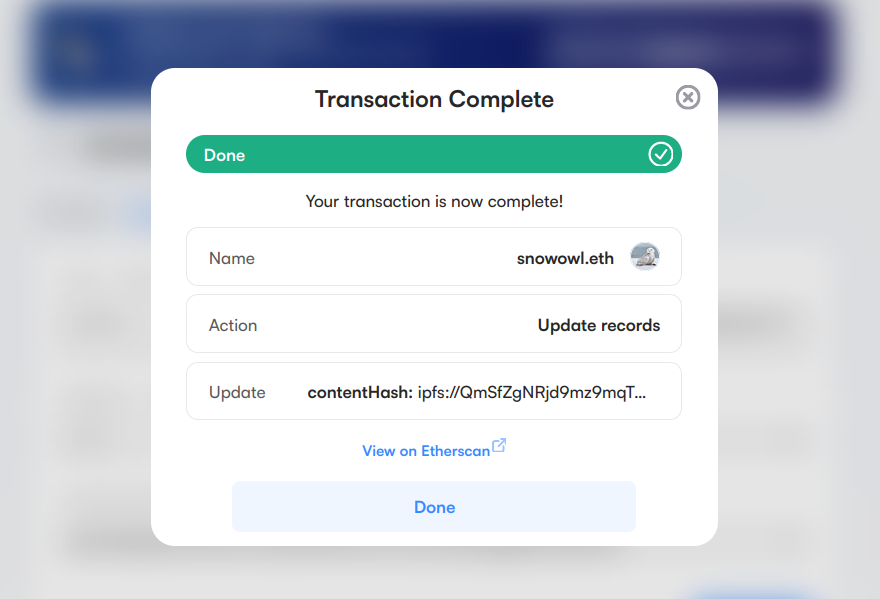 Transaction Complete
Done
Your transaction is now complete!
Name snowowl.eth
Action Update records
Update contentHash: ipfs://QmSfZgNRjd9mz9mqT...
View on Etherscan
Done